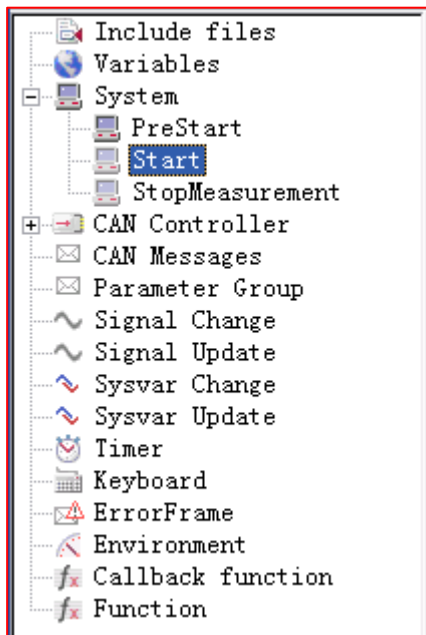 Include files
Variables
System
PreStart
Start
StopMeasurement
CAN Controller
CAN Messages
Parameter Group
Signal Change
Signal Update
Sysvar Change
Sysvar Update
Timer
Keyboard
ErrorFrame
Environment
Callback function
Function